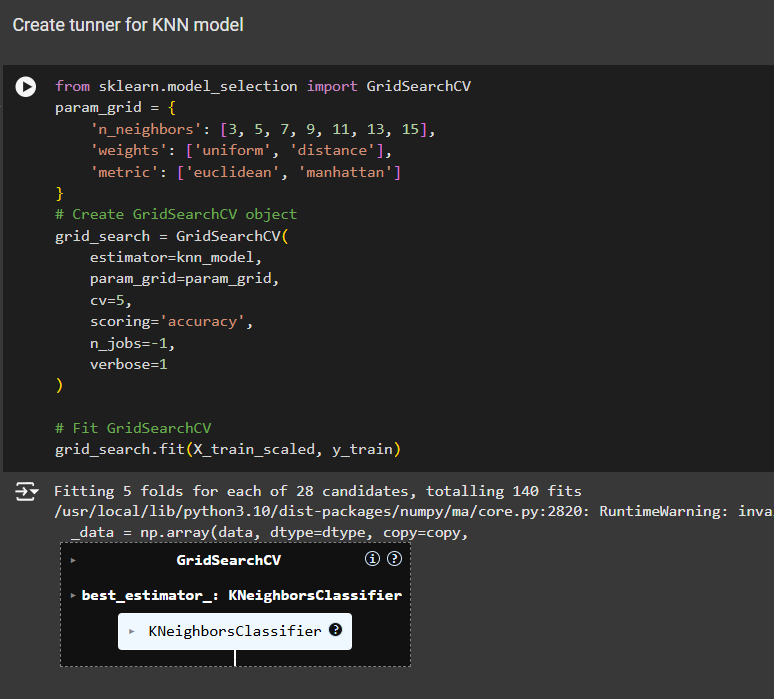 Create tunner for KNN model
from sklearn.model_selection import GridSearchCV
param_grid = {
    'n_neighbors': [3, 5, 7, 9, 11, 13, 15],
    'weights': ['uniform', 'distance'],
    'metric': ['euclidean', 'manhattan']
}
# Create GridSearchCV object
grid_search = GridSearchCV(
    estimator=knn_model,
    param_grid=param_grid,
    cv=5,
    scoring='accuracy',
    n_jobs=-1,
    verbose=1
)

# Fit GridSearchCV
grid_search.fit(X_train_scaled, y_train)
Fitting 5 folds for each of 28 candidates, totalling 140 fits
/usr/local/lib/python3.10/dist-packages/numpy/ma/core.py:2820: RuntimeWarning: inva
  _data = np.array(data, dtype=dtype, copy=copy,
GridSearchCV i ?
best_estimator_: KNeighborsClassifier
KNeighborsClassifier ?